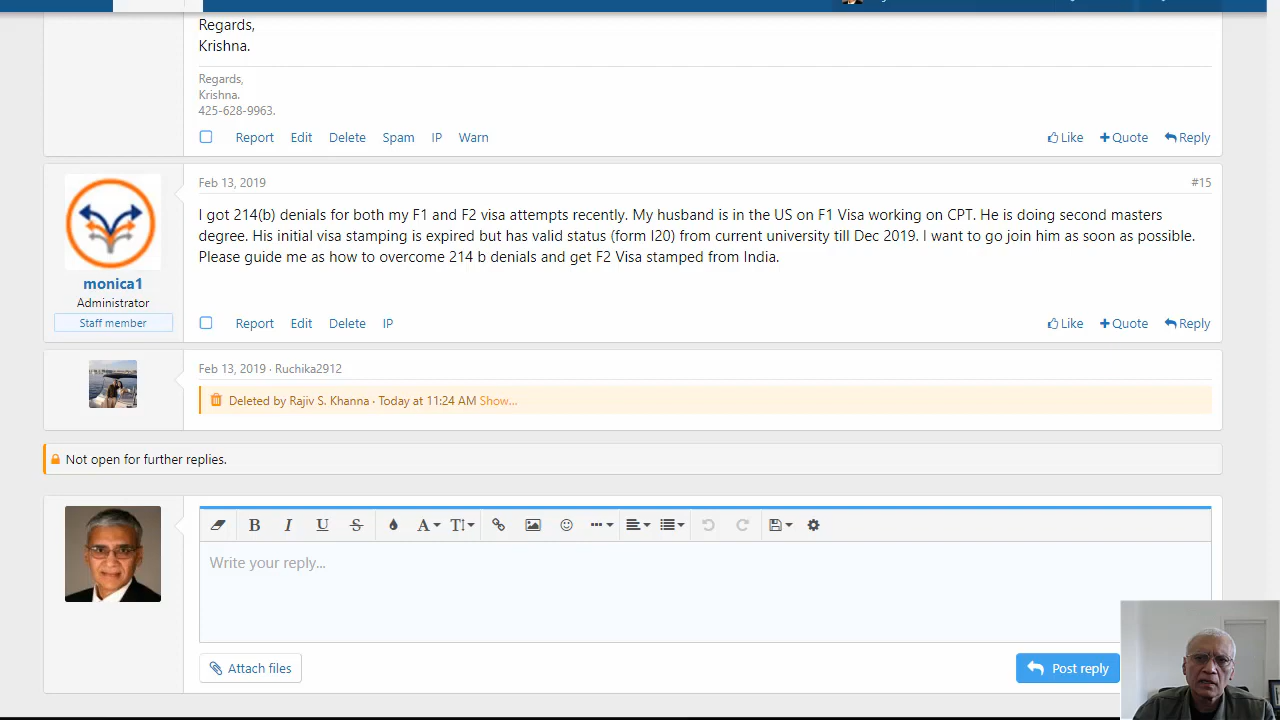 Regards,
Krishna.
Regards,
Krishna.
425-628-9963.
Report Edit Delete Spam IP Warn Like Quote Reply
Feb 13, 2019 #15
I got 214(b) denials for both my F1 and F2 visa attempts recently. My husband is in the US on F1 Visa working on CPT. He is doing second masters
degree. His initial visa stamping is expired but has valid status (form I20) from current university till Dec 2019. I want to go join him as soon as possible.
Please guide me as how to overcome 214 b denials and get F2 Visa stamped from India.
monica1
Administrator
Staff member
Report Edit Delete IP Like Quote Reply
Feb 13, 2019 · Ruchika2912
Deleted by Rajiv S. Khanna · Today at 11:24 AM Show...
Not open for further replies.
Write your reply...
Attach files
Post reply